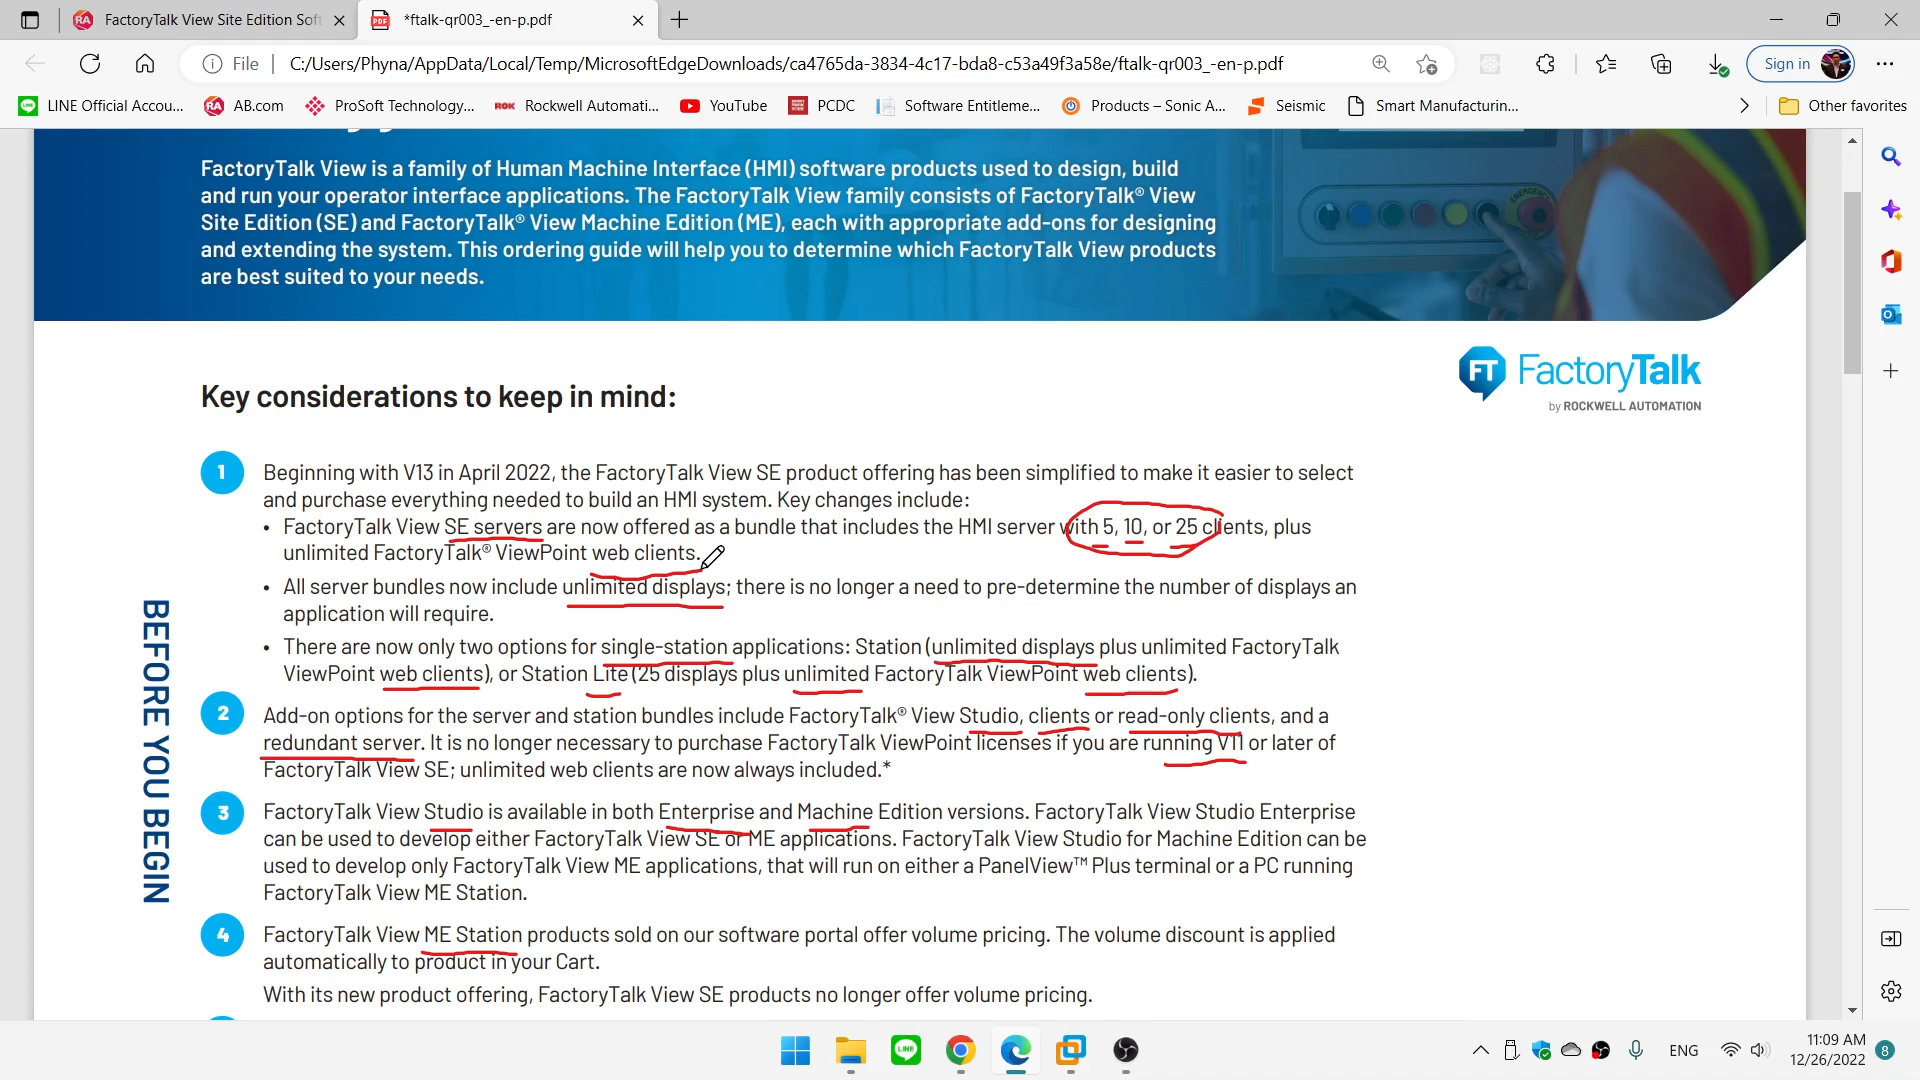 FactoryTalk View Site Edition Soft
*ftalk-qr003_-en-p.pdf
File
C:/Users/Phyna/AppData/Local/Temp/MicrosoftEdgeDownloads/ca4765da-3834-4c17-bda8-c53a49f3a58e/ftalk-qr003_-en-p.pdf
Sign in
LINE Official Accou...
AB.com
ProSoft Technology...
Rockwell Automati...
YouTube
PCDC
Software Entitleme...
Products – Sonic A...
Seismic
Smart Manufacturin...
Other favorites
FactoryTalk View is a family of Human Machine Interface (HMI) software products used to design, build
and run your operator interface applications. The FactoryTalk View family consists of FactoryTalk® View
Site Edition (SE) and FactoryTalk® View Machine Edition (ME), each with appropriate add-ons for designing
and extending the system. This ordering guide will help you to determine which FactoryTalk View products
are best suited to your needs.
EMERGENCY
FT FactoryTalk
by ROCKWELL AUTOMATION
Key considerations to keep in mind:
BEFORE YOU BEGIN
1 Beginning with V13 in April 2022, the FactoryTalk View SE product offering has been simplified to make it easier to select
and purchase everything needed to build an HMI system. Key changes include:
• FactoryTalk View SE servers are now offered as a bundle that includes the HMI server with 5, 10, or 25 clients, plus
unlimited FactoryTalk® ViewPoint web clients.
• All server bundles now include unlimited displays; there is no longer a need to pre-determine the number of displays an
application will require.
• There are now only two options for single-station applications: Station (unlimited displays plus unlimited FactoryTalk
ViewPoint web clients), or Station Lite (25 displays plus unlimited FactoryTalk ViewPoint web clients).
2 Add-on options for the server and station bundles include FactoryTalk® View Studio, clients or read-only clients, and a
redundant server. It is no longer necessary to purchase FactoryTalk ViewPoint licenses if you are running V11 or later of
FactoryTalk View SE; unlimited web clients are now always included.*
3 FactoryTalk View Studio is available in both Enterprise and Machine Edition versions. FactoryTalk View Studio Enterprise
can be used to develop either FactoryTalk View SE or ME applications. FactoryTalk View Studio for Machine Edition can be
used to develop only FactoryTalk View ME applications, that will run on either a PanelView™ Plus terminal or a PC running
FactoryTalk View ME Station.
4 FactoryTalk View ME Station products sold on our software portal offer volume pricing. The volume discount is applied
automatically to product in your Cart.
With its new product offering, FactoryTalk View SE products no longer offer volume pricing.
ENG
11:09 AM
12/26/2022
8